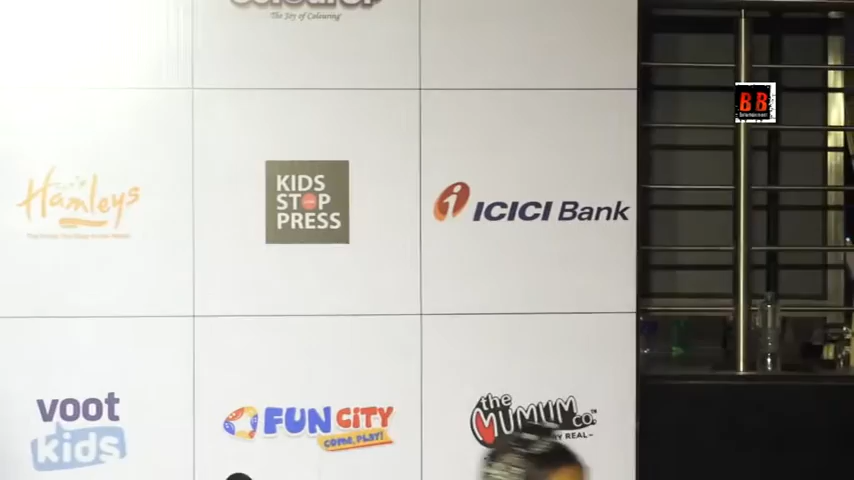 The Joy of Colouring
BB
Hamleys
KIDS
STOP
PRESS
ICICI Bank
voot
kids
FUN CITY
COME, PLAY!
the
MUMUM
co.
REAL